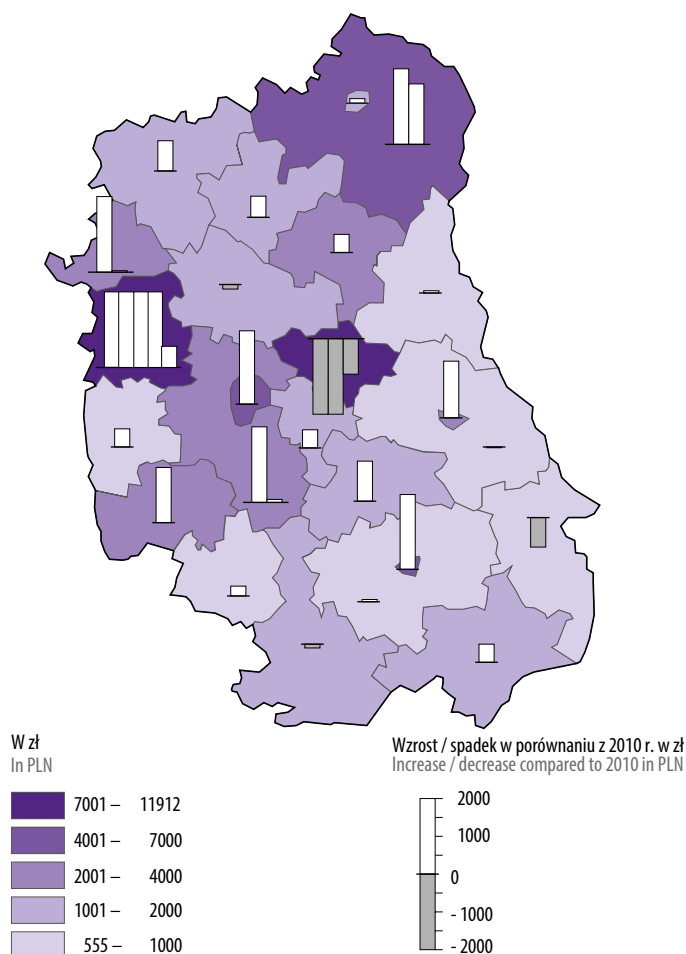 W zł
In PLN
7001 – 11912
4001 – 7000
2001 – 4000
1001 – 2000
555 – 1000
Wzrost / spadek w porównaniu z 2010 r. w zł
Increase / decrease compared to 2010 in PLN
2000
1000
0
- 1000
- 2000